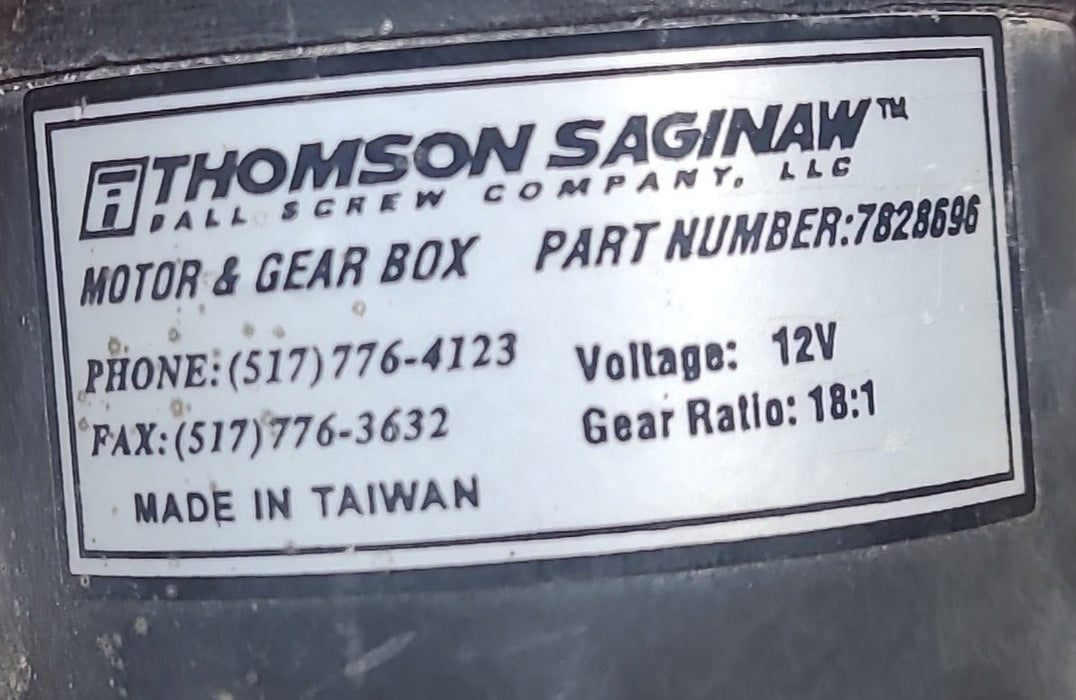 THOMSON SAGINAW™
BALL SCREW COMPANY, LLC
MOTOR & GEAR BOX PART NUMBER:7828696
PHONE:(517)776-4123 Voltage: 12V
FAX:(517)776-3632 Gear Ratio: 18:1
MADE IN TAIWAN